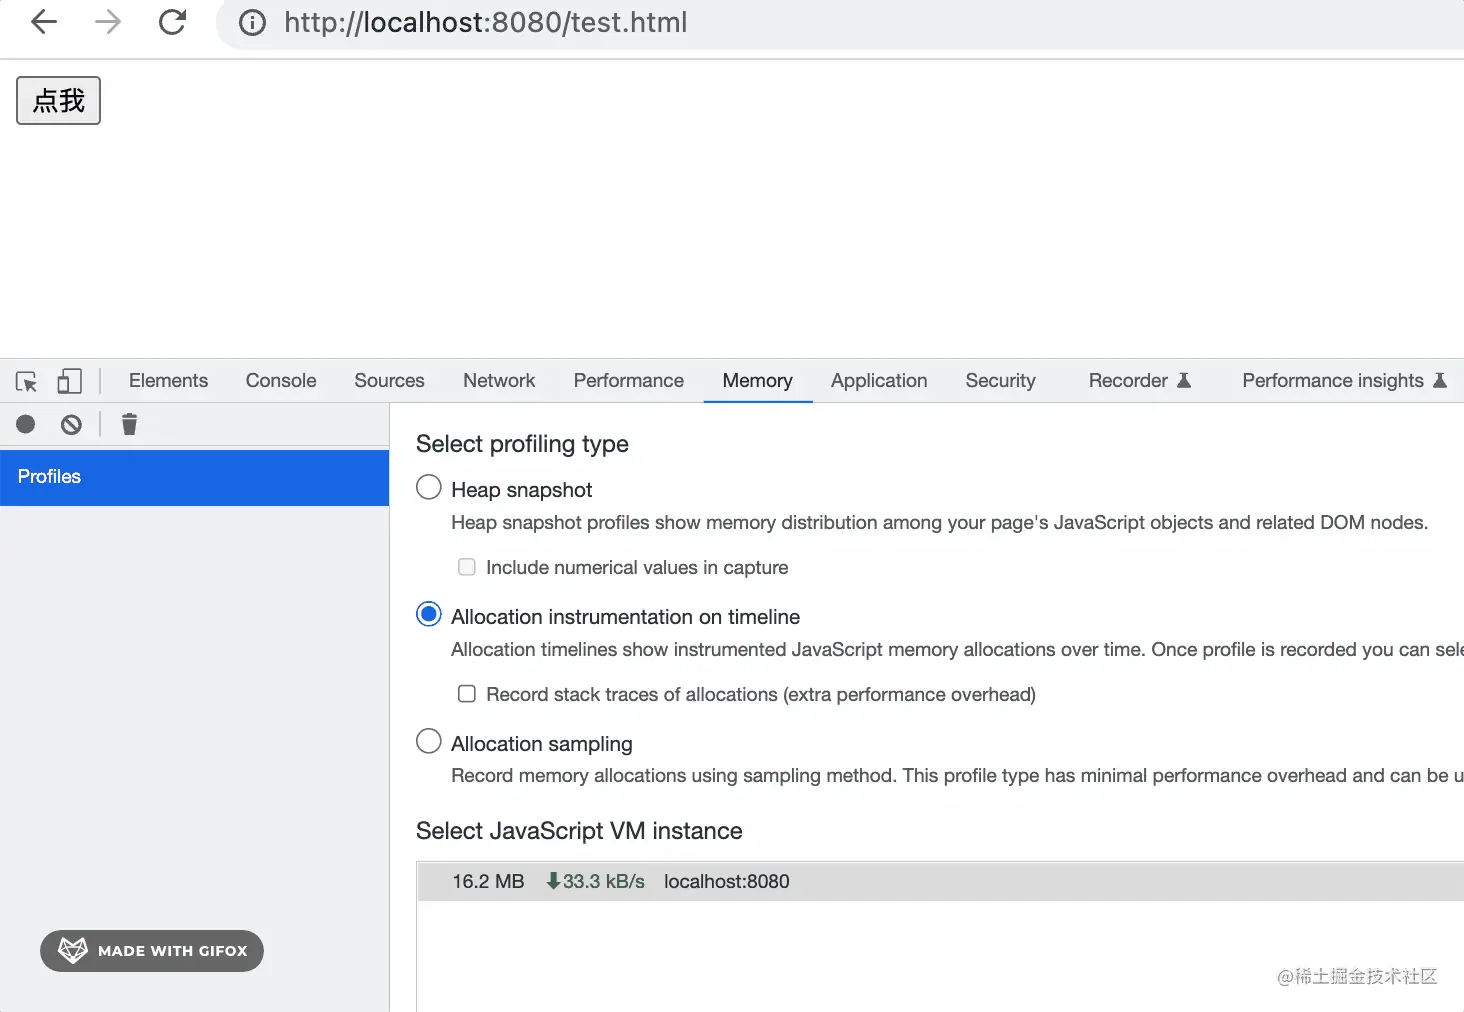 http://localhost:8080/test.html
点我
Elements Console Sources Network Performance Memory Application Security Recorder Performance insights
Profiles
Select profiling type
Heap snapshot
Heap snapshot profiles show memory distribution among your page's JavaScript objects and related DOM nodes.
Include numerical values in capture
Allocation instrumentation on timeline
Allocation timelines show instrumented JavaScript memory allocations over time. Once profile is recorded you can sele
Record stack traces of allocations (extra performance overhead)
Allocation sampling
Record memory allocations using sampling method. This profile type has minimal performance overhead and can be u
Select JavaScript VM instance
16.2 MB 33.3 kB/s localhost:8080
MADE WITH GIFOX
@稀土掘金技术社区